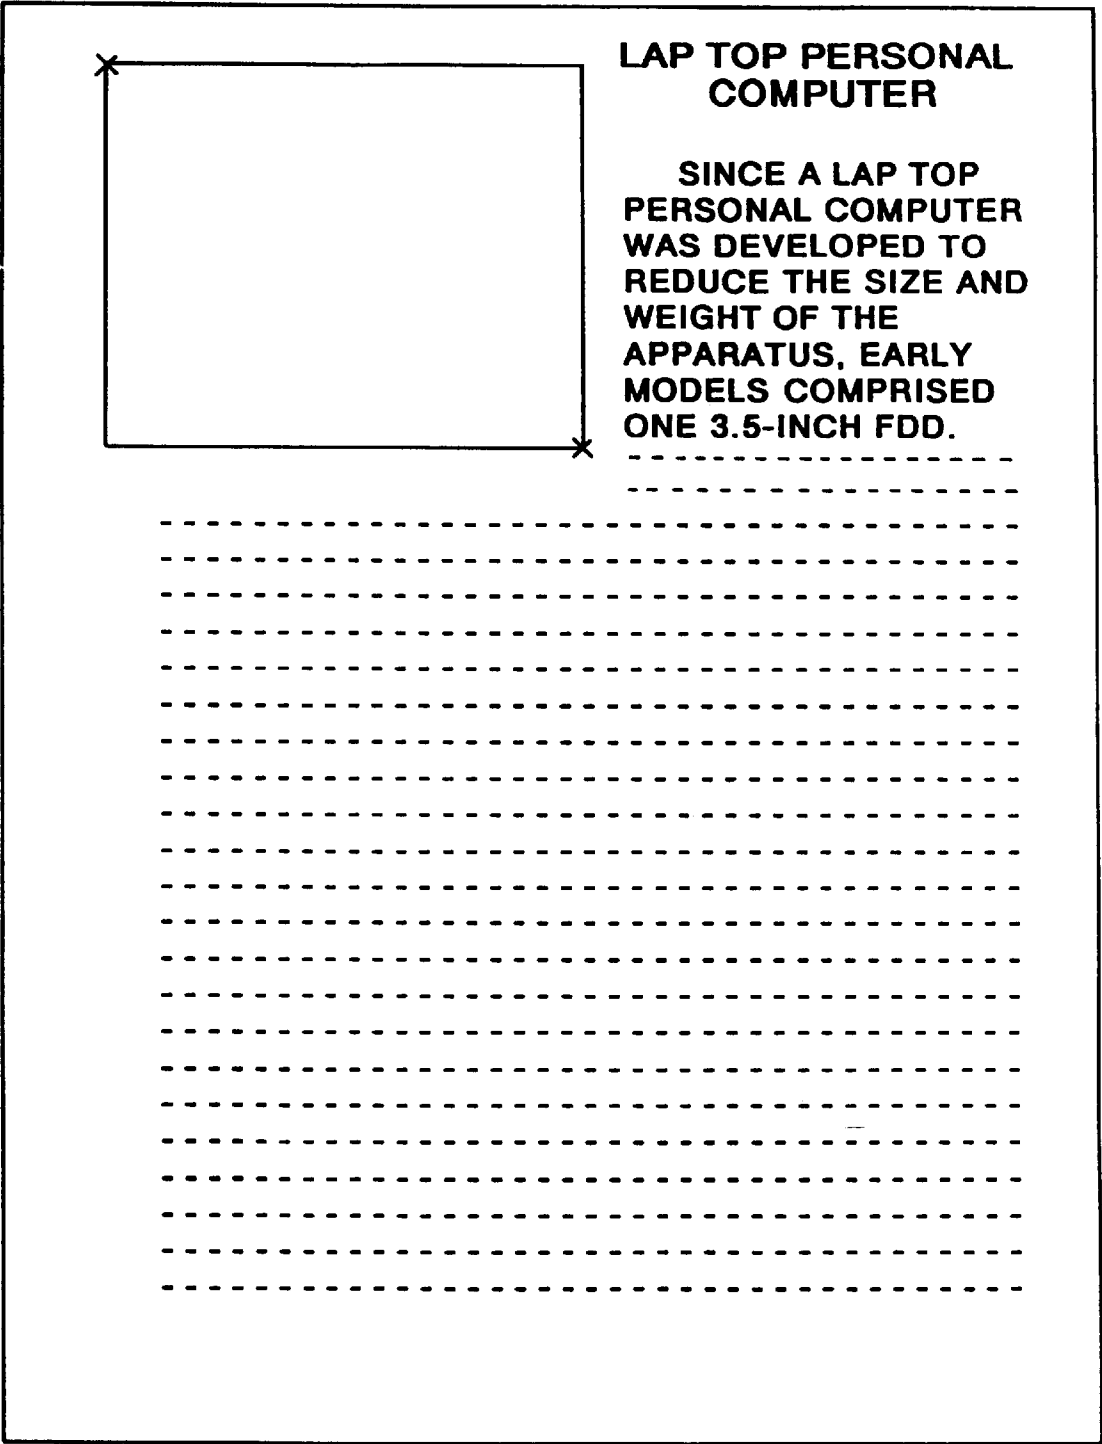 LAP TOP PERSONAL
COMPUTER
SINCE A LAP TOP
PERSONAL COMPUTER
WAS DEVELOPED TO
REDUCE THE SIZE AND
WEIGHT OF THE
APPARATUS, EARLY
MODELS COMPRISED
ONE 3.5-INCH FDD.